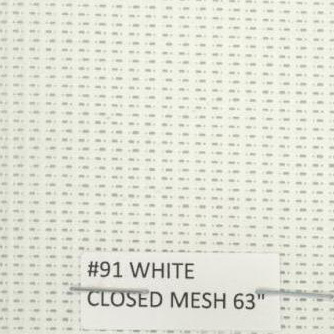 #91 WHITE
CLOSED MESH 63"